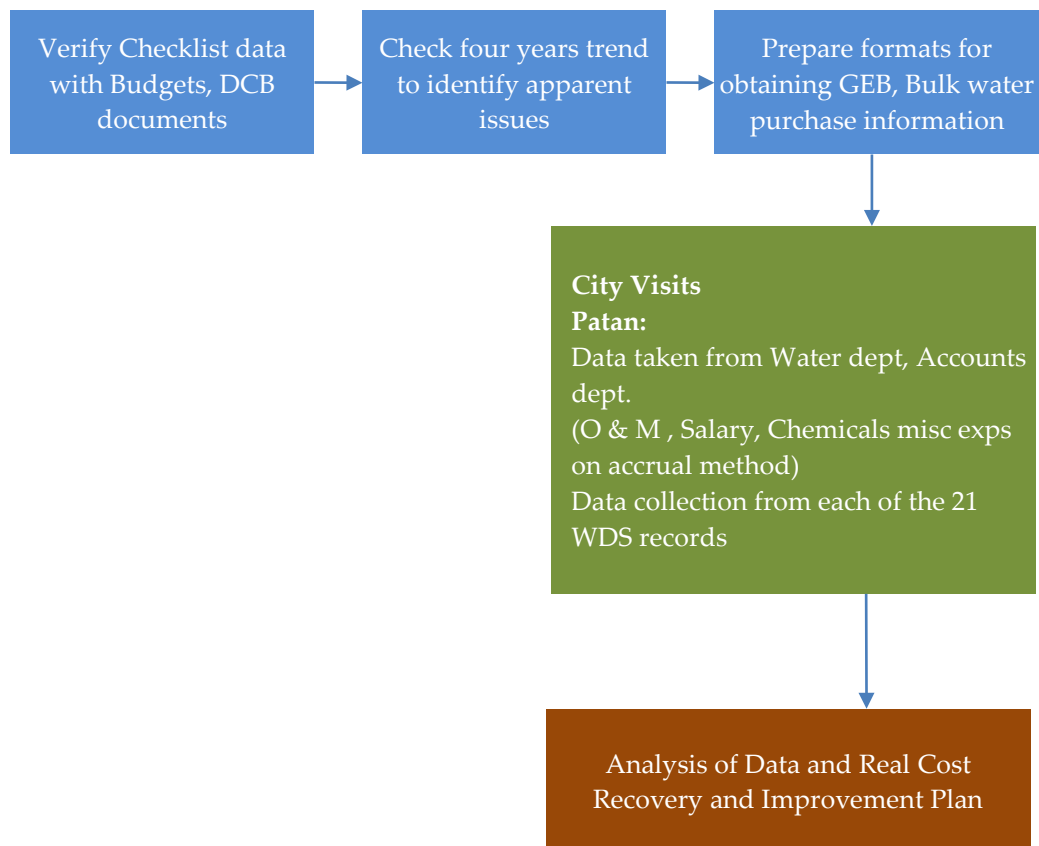 Verify Checklist data
with Budgets, DCB
documents
Check four years trend
to identify apparent
issues
Prepare formats for
obtaining GEB, Bulk water
purchase information
City Visits
Patan:
Data taken from Water dept, Accounts
dept.
(O & M , Salary, Chemicals misc exps
on accrual method)
Data collection from each of the 21
WDS records
Analysis of Data and Real Cost
Recovery and Improvement Plan